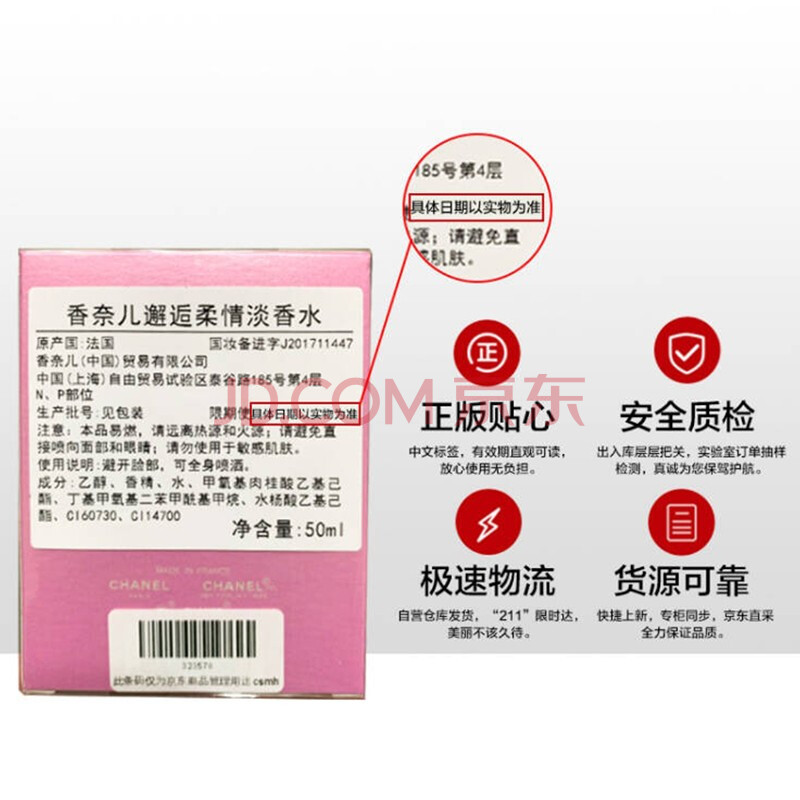 185号第4层
具体日期以实物为准
源；请避免直
感肌肤。
香奈儿邂逅柔情淡香水
原产国：法国 国妆备进字J201711447
香奈儿(中国)贸易有限公司
中国(上海)自由贸易试验区泰谷路185号第4层
N、P部位
生产批号：见包装 限期使 具体日期以实物为准
注意：本品易燃，请远离热源和火源；请避免直
接喷向面部和眼睛；请勿使用于敏感肌肤。
使用说明：避开脸部，可全身喷洒。
成分：乙醇、香精、水、甲氧基肉桂酸乙基己
酯、丁基甲氧基二苯甲酰基甲烷、水杨酸乙基己
酯、CI60730、CI14700
净含量：50ml
MADE IN FRANCE
CHANEL CHANEL
PARIS
321578
此条码仅为京东商品管理用途 csmh
JD.COM 京东
正
正版贴心
中文标签，有效期直观可读，
放心使用无负担。
安全质检
出入库层层把关，实验室订单抽样
检测，真诚为您保驾护航。
极速物流
自营仓库发货，“211”限时达，
美丽不该久待。
货源可靠
快捷上新，专柜同步，京东直采
全力保证品质。